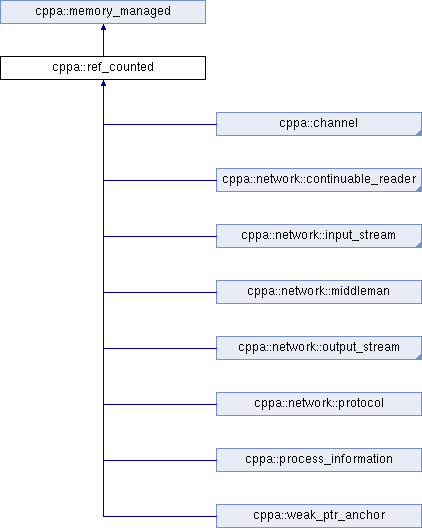 cppa::memory_managed
cppa::ref_counted
cppa::channel
cppa::network::continuable_reader
cppa::network::input_stream
cppa::network::middleman
cppa::network::output_stream
cppa::network::protocol
cppa::process_information
cppa::weak_ptr_anchor